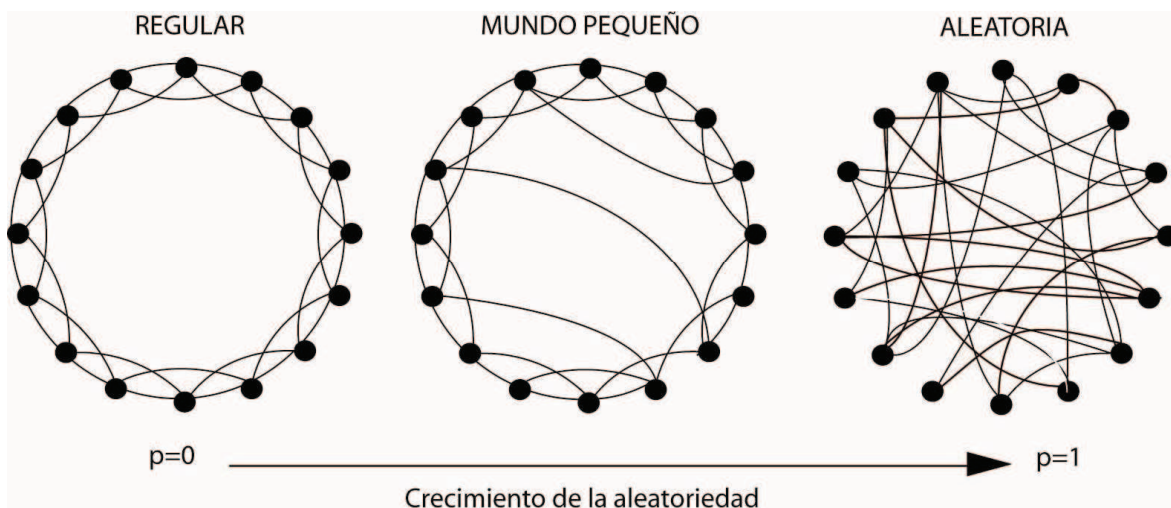 REGULAR
MUNDO PEQUEÑO
ALEATORIA
p=0
p=1
Crecimiento de la aleatoriedad